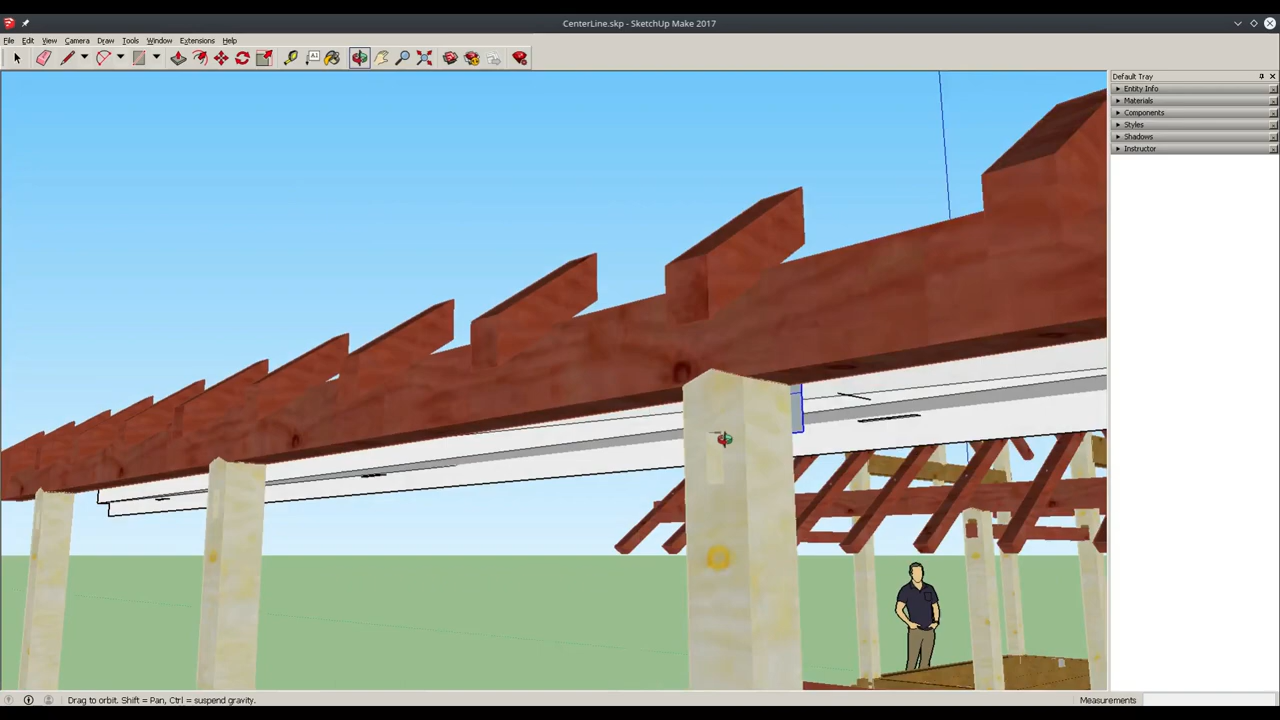 CenterLine.skp - SketchUp Make 2017
File Edit View Camera Draw Tools Window Extensions Help
A1
Default Tray
Entity Info
Materials
Components
Styles
Shadows
Instructor
Drag to orbit. Shift = Pan, Ctrl = suspend gravity.
Measurements